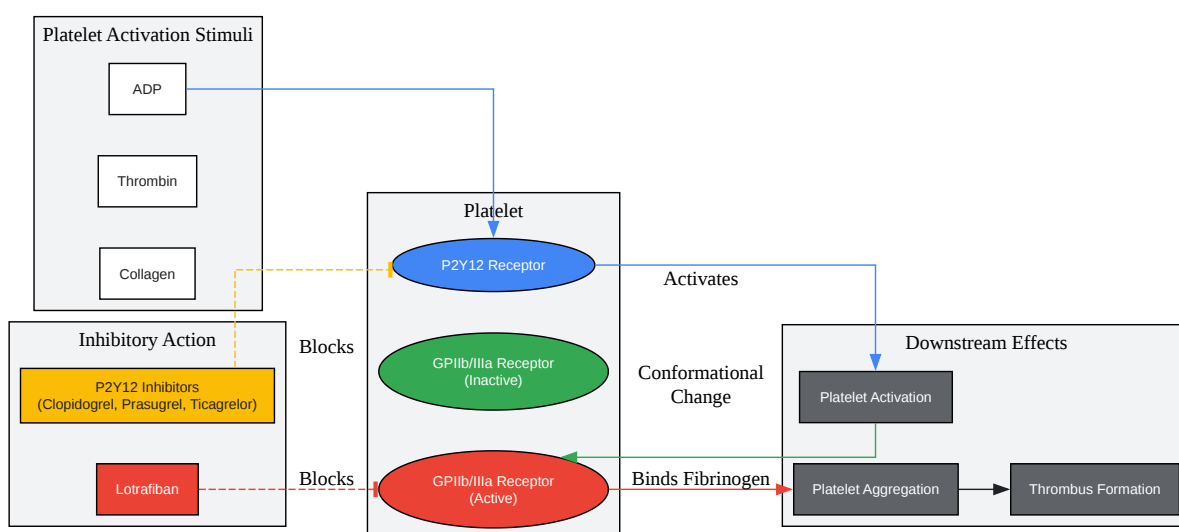 Platelet Activation Stimuli
ADP
Thrombin
Collagen
Platelet
P2Y12 Receptor
Activates
Inhibitory Action
Blocks
P2Y12 Inhibitors
(Clopidogrel, Prasugrel, Ticagrelor)
GPIIb/IIIa Receptor
(Inactive)
Conformational
Change
Downstream Effects
Platelet Activation
Lotrafiban
Blocks
GPIIb/IIIa Receptor
(Active)
Binds Fibrinogen
Platelet Aggregation
Thrombus Formation